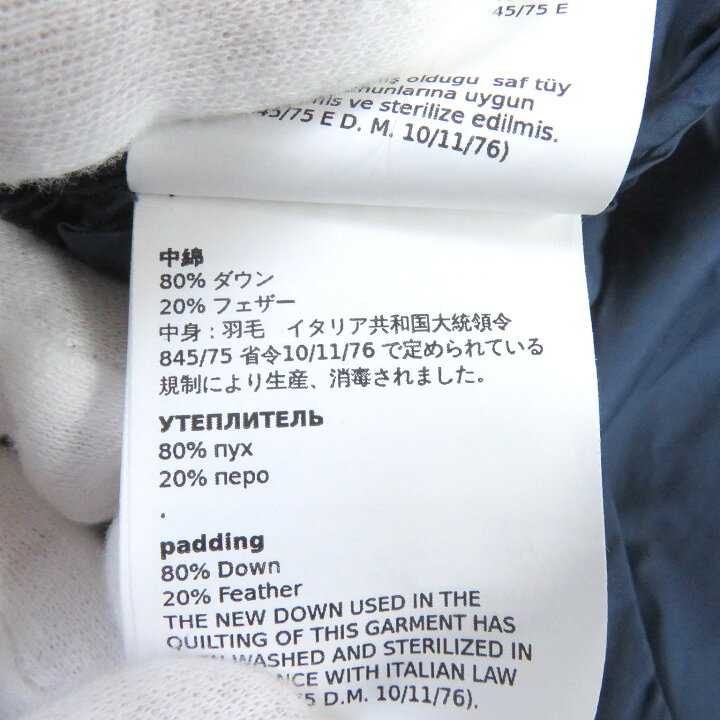 45/75 E
olduğu saf tüy
uygun
ve sterilize edilmis.
45/75 E D. M. 10/11/76)
中綿
80% ダウン
20% フェザー
中身：羽毛　イタリア共和国大統領令
845/75 省令10/11/76 で定められている
規制により生産、消毒されました。
УТЕПЛИТЕЛЬ
80% пух
20% перо
.
padding
80% Down
20% Feather
THE NEW DOWN USED IN THE
QUILTING OF THIS GARMENT HAS
WASHED AND STERILIZED IN
WITH ITALIAN LAW
D.M. 10/11/76).